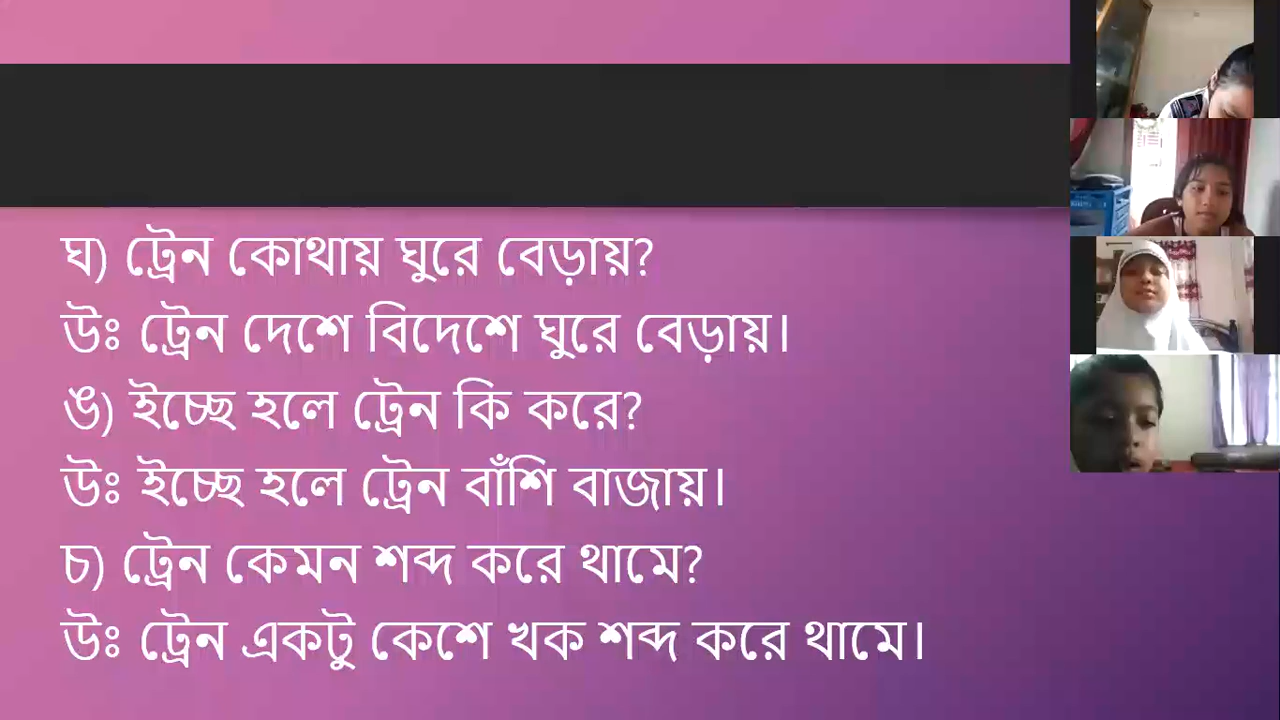 ঘ) ট্রেন কোথায় ঘুরে বেড়ায়?
উঃ ট্রেন দেশে বিদেশে ঘুরে বেড়ায়।
ঙ) ইচ্ছে হলে ট্রেন কি করে?
উঃ ইচ্ছে হলে ট্রেন বাঁশি বাজায়।
চ) ট্রেন কেমন শব্দ করে থামে?
উঃ ট্রেন একটু কেশে খক শব্দ করে থামে।